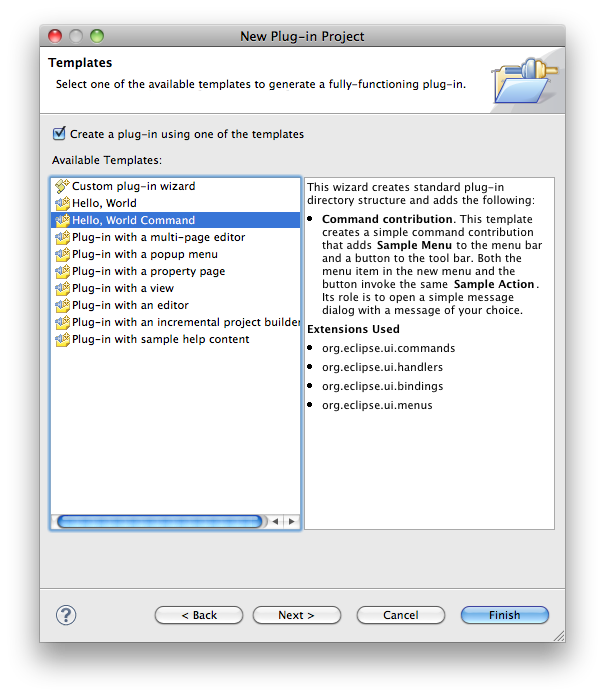 New Plug-in Project
Templates
Select one of the available templates to generate a fully-functioning plug-in.
Create a plug-in using one of the templates
Available Templates:
Custom plug-in wizard
Hello, World
Hello, World Command
Plug-in with a multi-page editor
Plug-in with a popup menu
Plug-in with a property page
Plug-in with a view
Plug-in with an editor
Plug-in with an incremental project builder
Plug-in with sample help content
This wizard creates standard plug-in
directory structure and adds the following:
• Command contribution. This template
creates a simple command contribution
that adds Sample Menu to the menu bar
and a button to the tool bar. Both the
menu item in the new menu and the
button invoke the same Sample Action.
Its role is to open a simple message
dialog with a message of your choice.
Extensions Used
• org.eclipse.ui.commands
• org.eclipse.ui.handlers
• org.eclipse.ui.bindings
• org.eclipse.ui.menus
? < Back Next > Cancel Finish